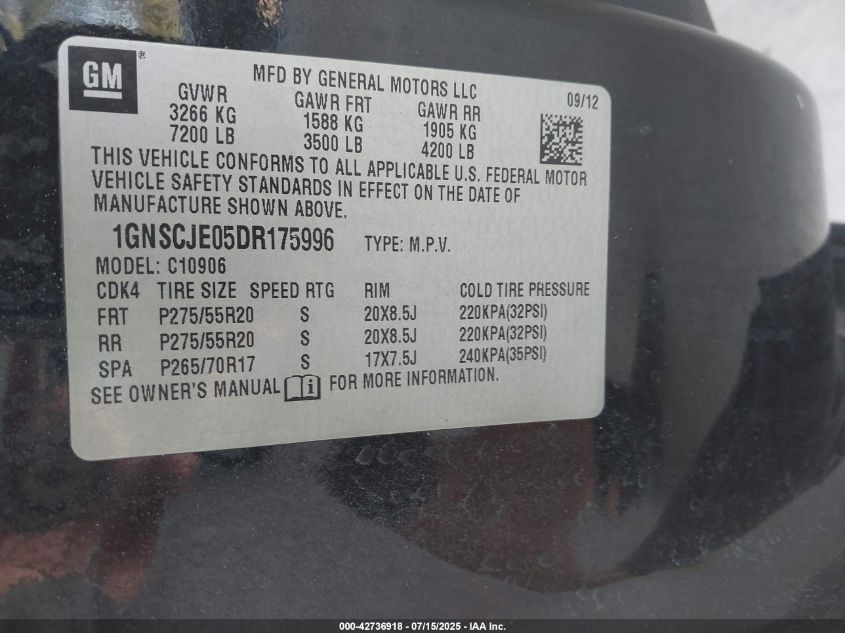 GM ®
MFD BY GENERAL MOTORS LLC
GVWR GAWR FRT GAWR RR 09/12
3266 KG 1588 KG 1905 KG
7200 LB 3500 LB 4200 LB
THIS VEHICLE CONFORMS TO ALL APPLICABLE U.S. FEDERAL MOTOR
VEHICLE SAFETY STANDARDS IN EFFECT ON THE DATE OF
MANUFACTURE SHOWN ABOVE.
1GNSCJE05DR175996 TYPE: M.P.V.
MODEL: C10906
CDK4 TIRE SIZE SPEED RTG RIM COLD TIRE PRESSURE
FRT P275/55R20 S 20X8.5J 220KPA(32PSI)
RR P275/55R20 S 20X8.5J 220KPA(32PSI)
SPA P265/70R17 S 17X7.5J 240KPA(35PSI)
SEE OWNER'S MANUAL i FOR MORE INFORMATION.
000-42736918 - 07/15/2025 - IAA Inc.